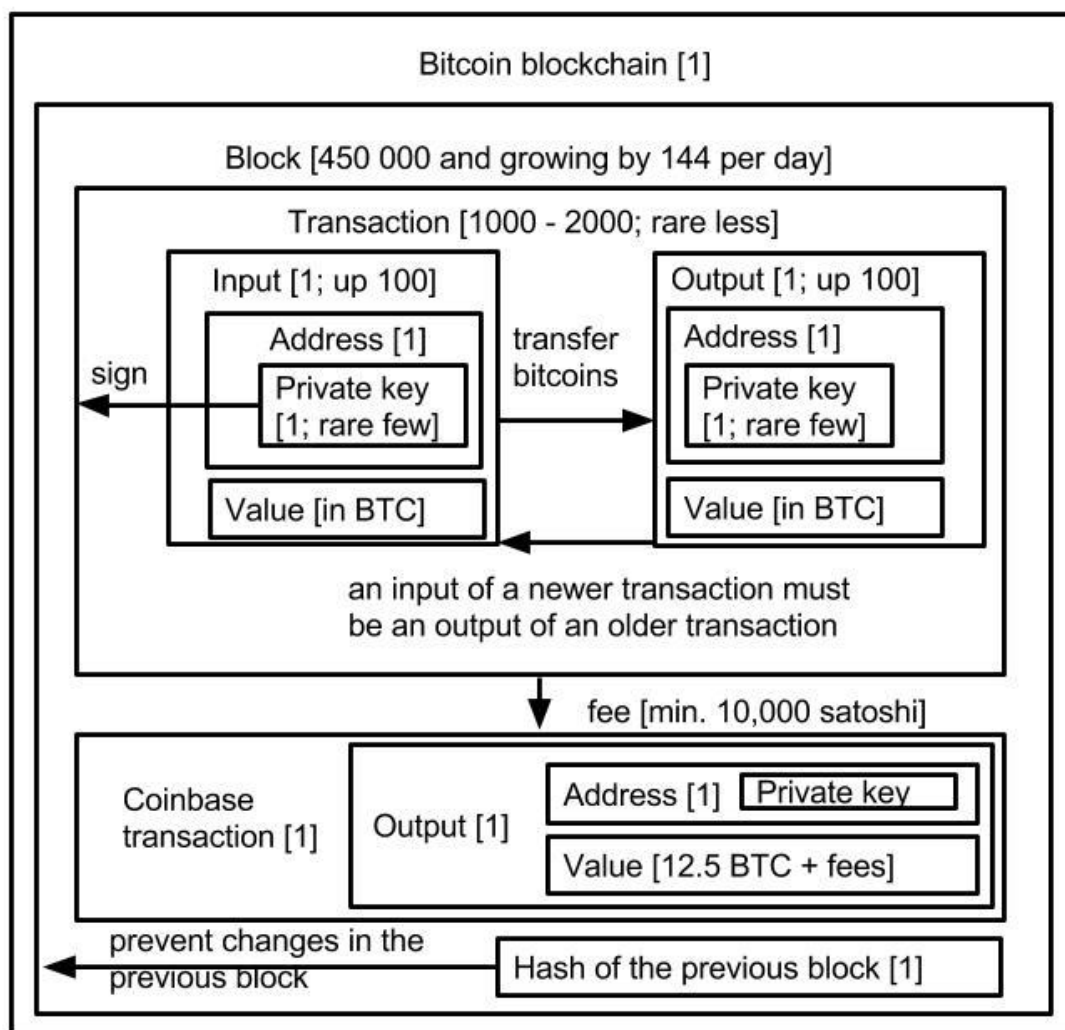 Bitcoin blockchain [1]
Block [450 000 and growing by 144 per day]
Transaction [1000 - 2000; rare less]
Input [1; up 100]
Address [1]
Private key
[1; rare few]
Value [in BTC]
sign
transfer
bitcoins
Output [1; up 100]
Address [1]
Private key
[1; rare few]
Value [in BTC]
an input of a newer transaction must
be an output of an older transaction
fee [min. 10,000 satoshi]
Coinbase
transaction [1]
Output [1]
Address [1]
Private key
Value [12.5 BTC + fees]
prevent changes in the
previous block
Hash of the previous block [1]